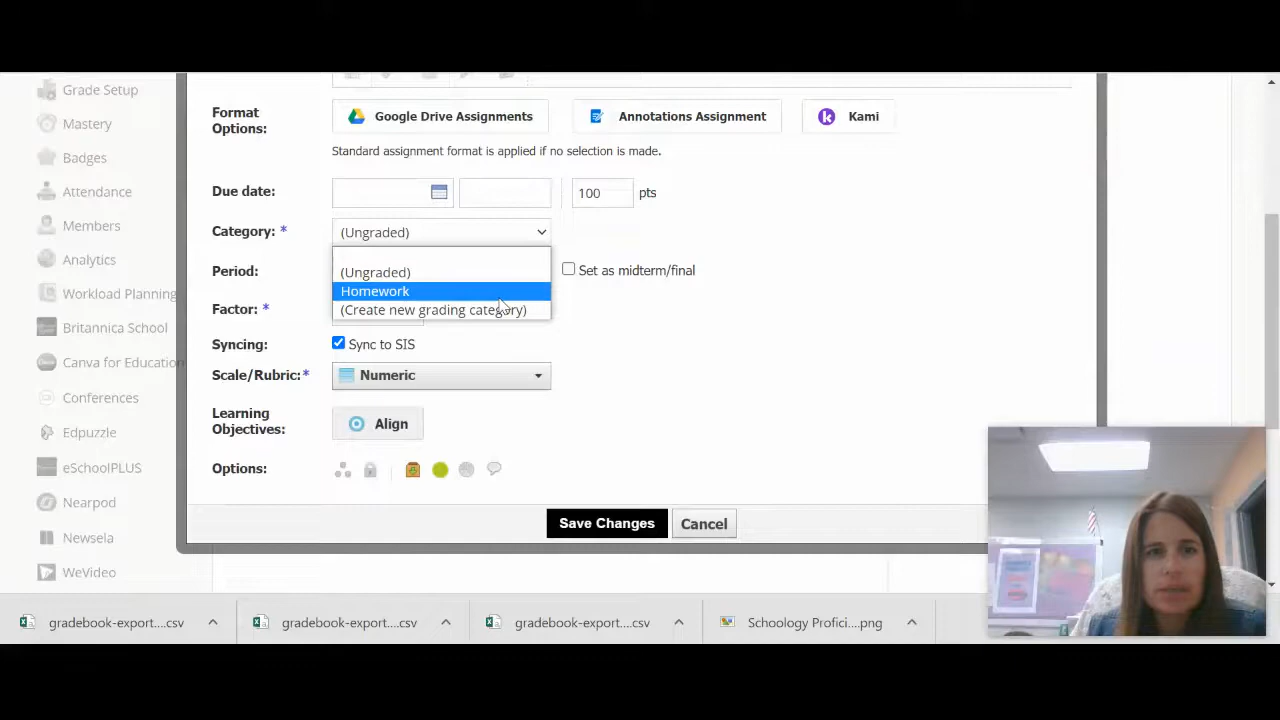 Grade Setup
Mastery
Badges
Attendance
Members
Analytics
Workload Planning
Britannica School
Canva for Education
Conferences
Edpuzzle
eSchoolPLUS
Nearpod
Newsela
WeVideo
Format Options:
Google Drive Assignments
Annotations Assignment
Kami
Standard assignment format is applied if no selection is made.
Due date:
100 pts
Category: *
(Ungraded)
(Ungraded)
Homework
(Create new grading category)
Period:
Set as midterm/final
Factor: *
Syncing:
Sync to SIS
Scale/Rubric:*
Numeric
Learning Objectives:
Align
Options:
Save Changes
Cancel
gradebook-export....csv
gradebook-export....csv
gradebook-export....csv
Schoology Profici....png